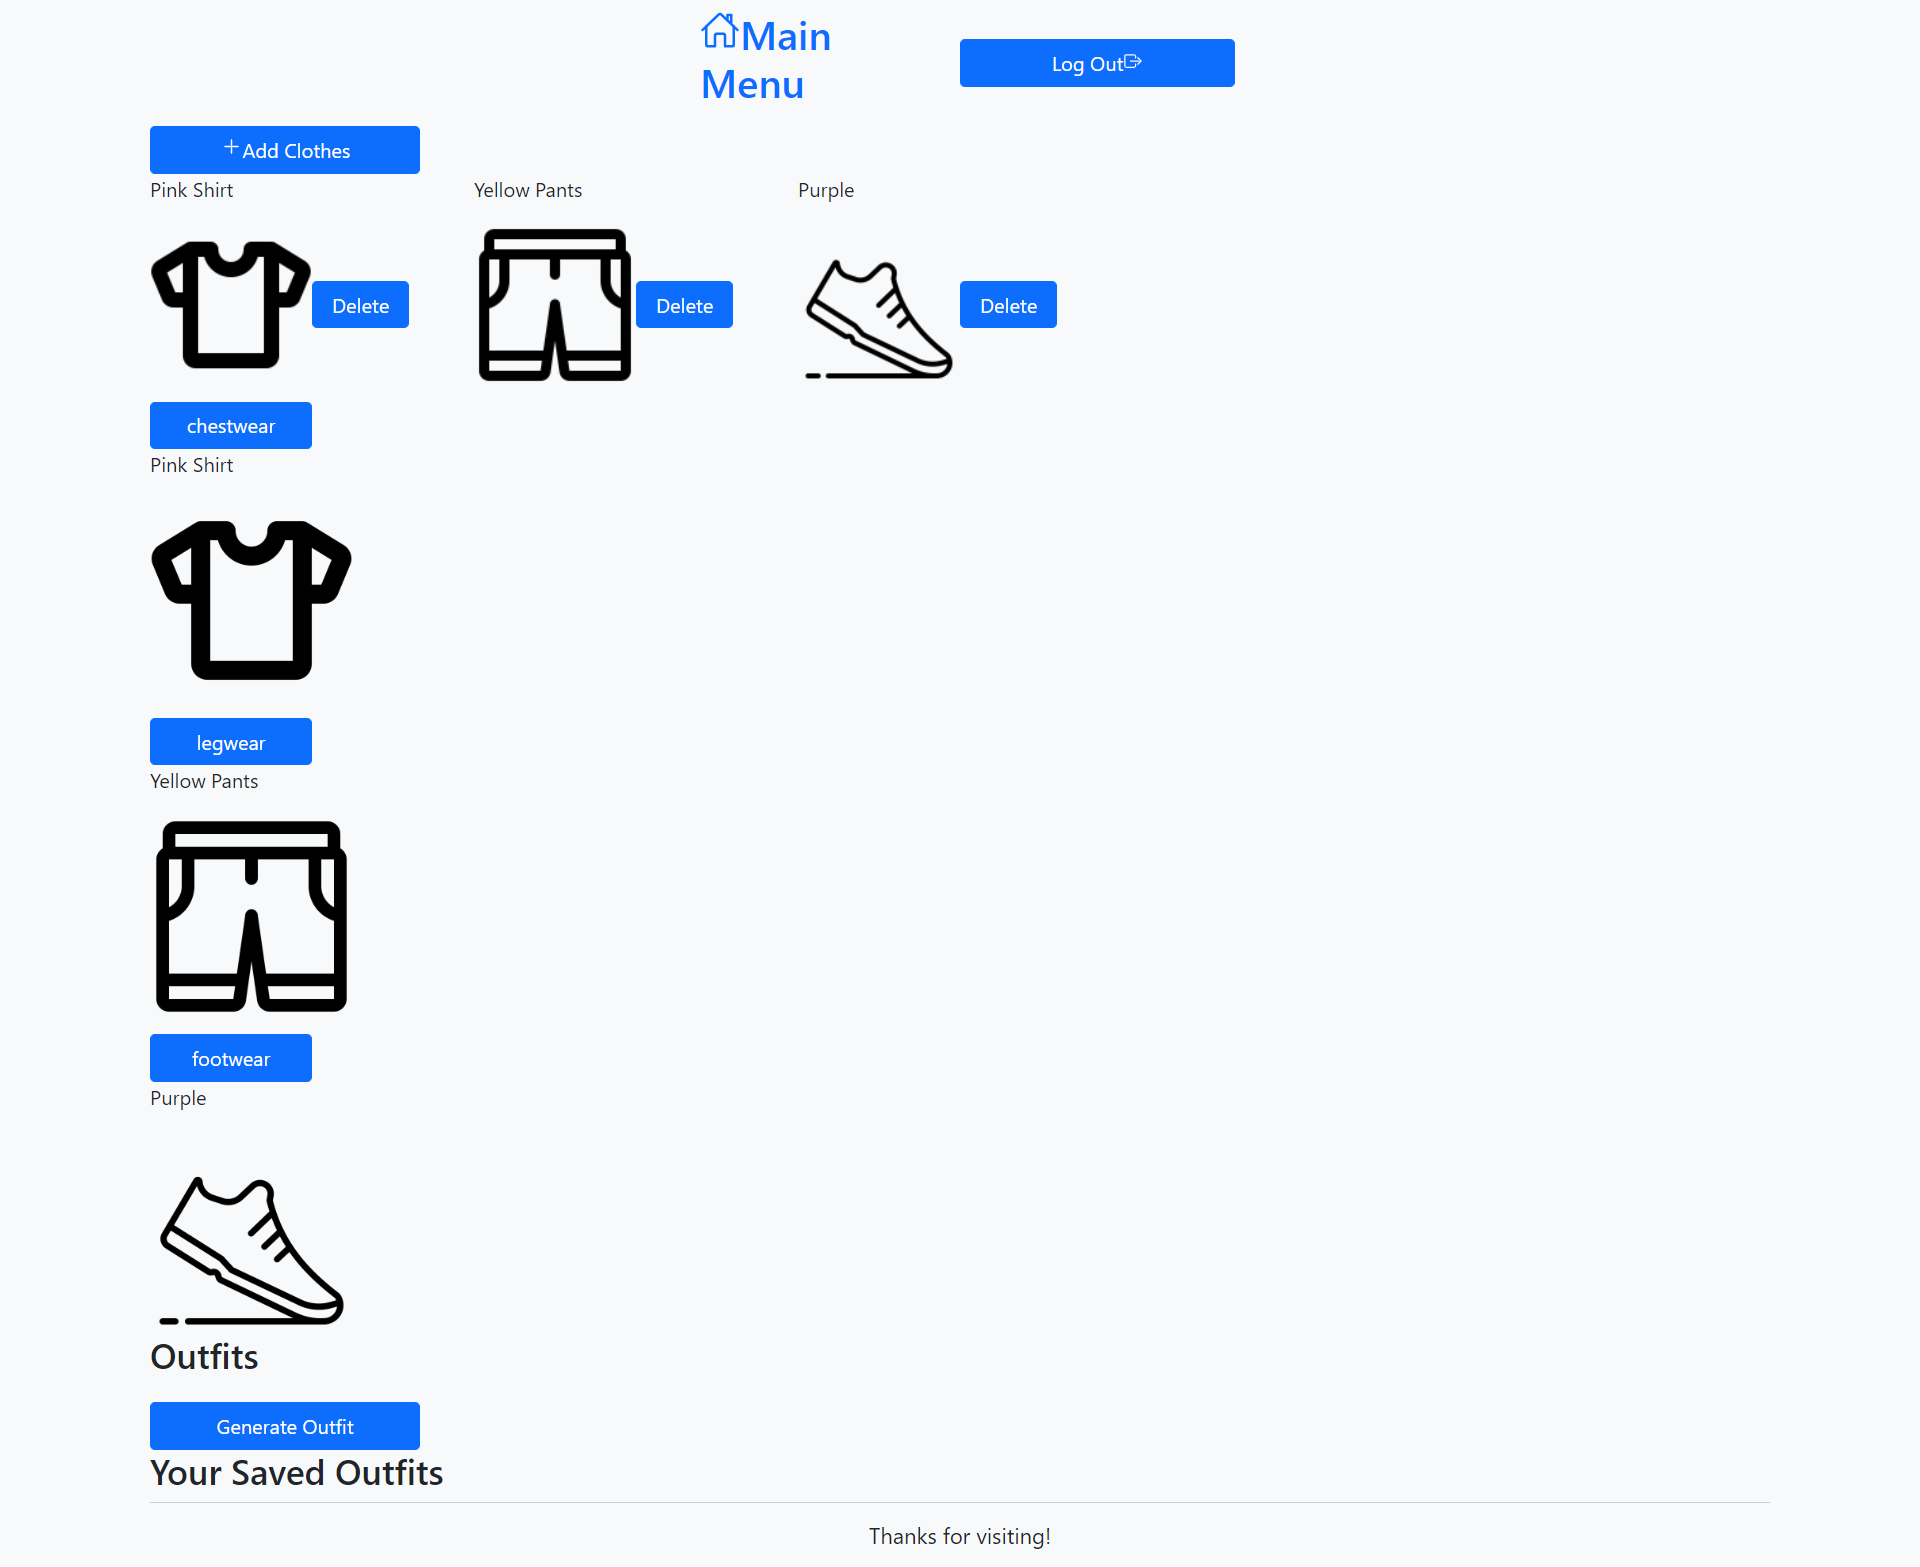 Main
Menu
Log Out
Add Clothes
Pink Shirt
Yellow Pants
Purple
Delete
Delete
Delete
chestwear
Pink Shirt
legwear
Yellow Pants
footwear
Purple
Outfits
Generate Outfit
Your Saved Outfits
Thanks for visiting!